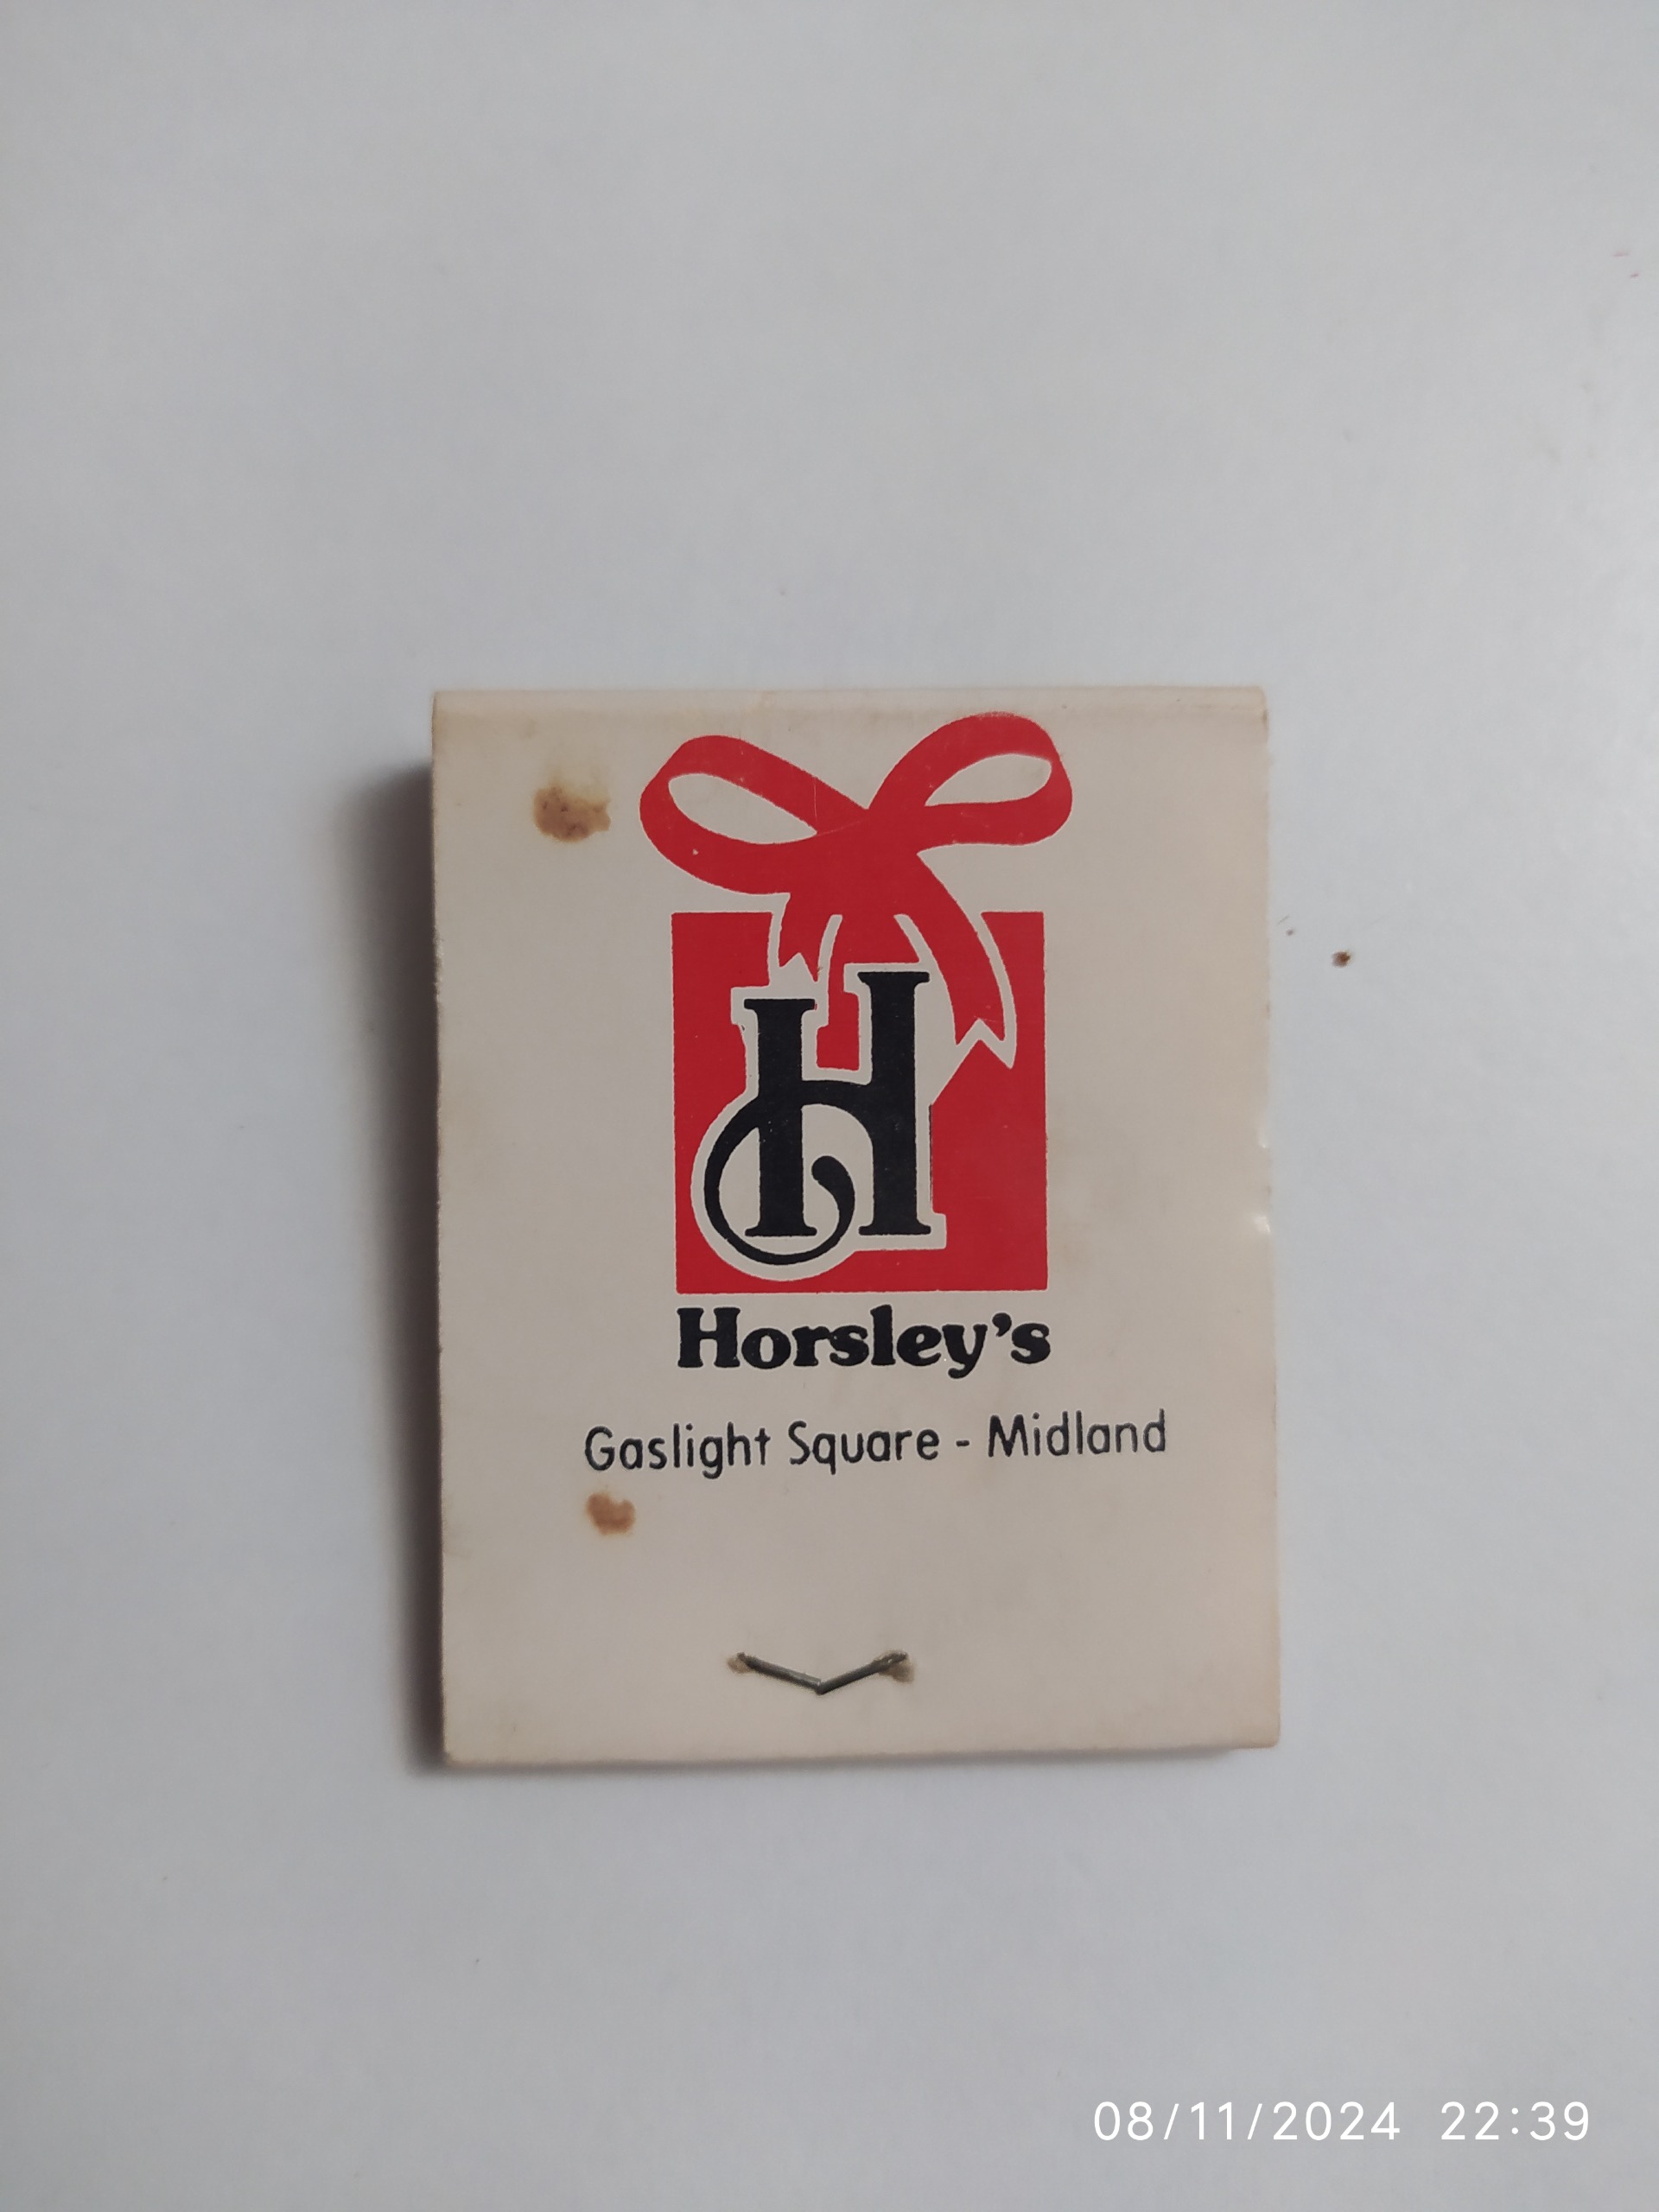 H
Horsley's
Gaslight Square - Midland
08/11/2024 22:39